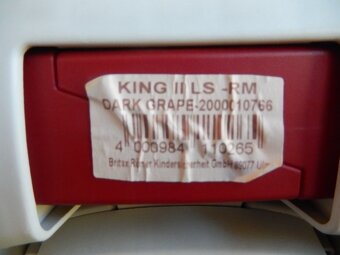 KING II LS -RM
DARK GRAPE-2000010766
4 000984 110265
Britax Römer Kindersicherheit GmbH 89077 Ulm